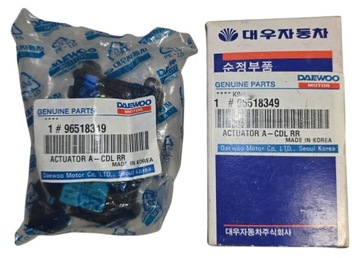 GENUINE PARTS
DAEWOO
MOTOR
1 # 96518349
ACTUATOR A-CDL RR
MADE IN KOREA
Daewoo Motor Co., LTD., Seoul Korea
대우자동차
순정부품
GENUINE PARTS
DAEWOO
MOTOR
1 # 96518349
ACTUATOR A-CDL RR
MADE IN KOREA
Daewoo Motor Co., LTD., Seoul Korea
대우자동차주식회사